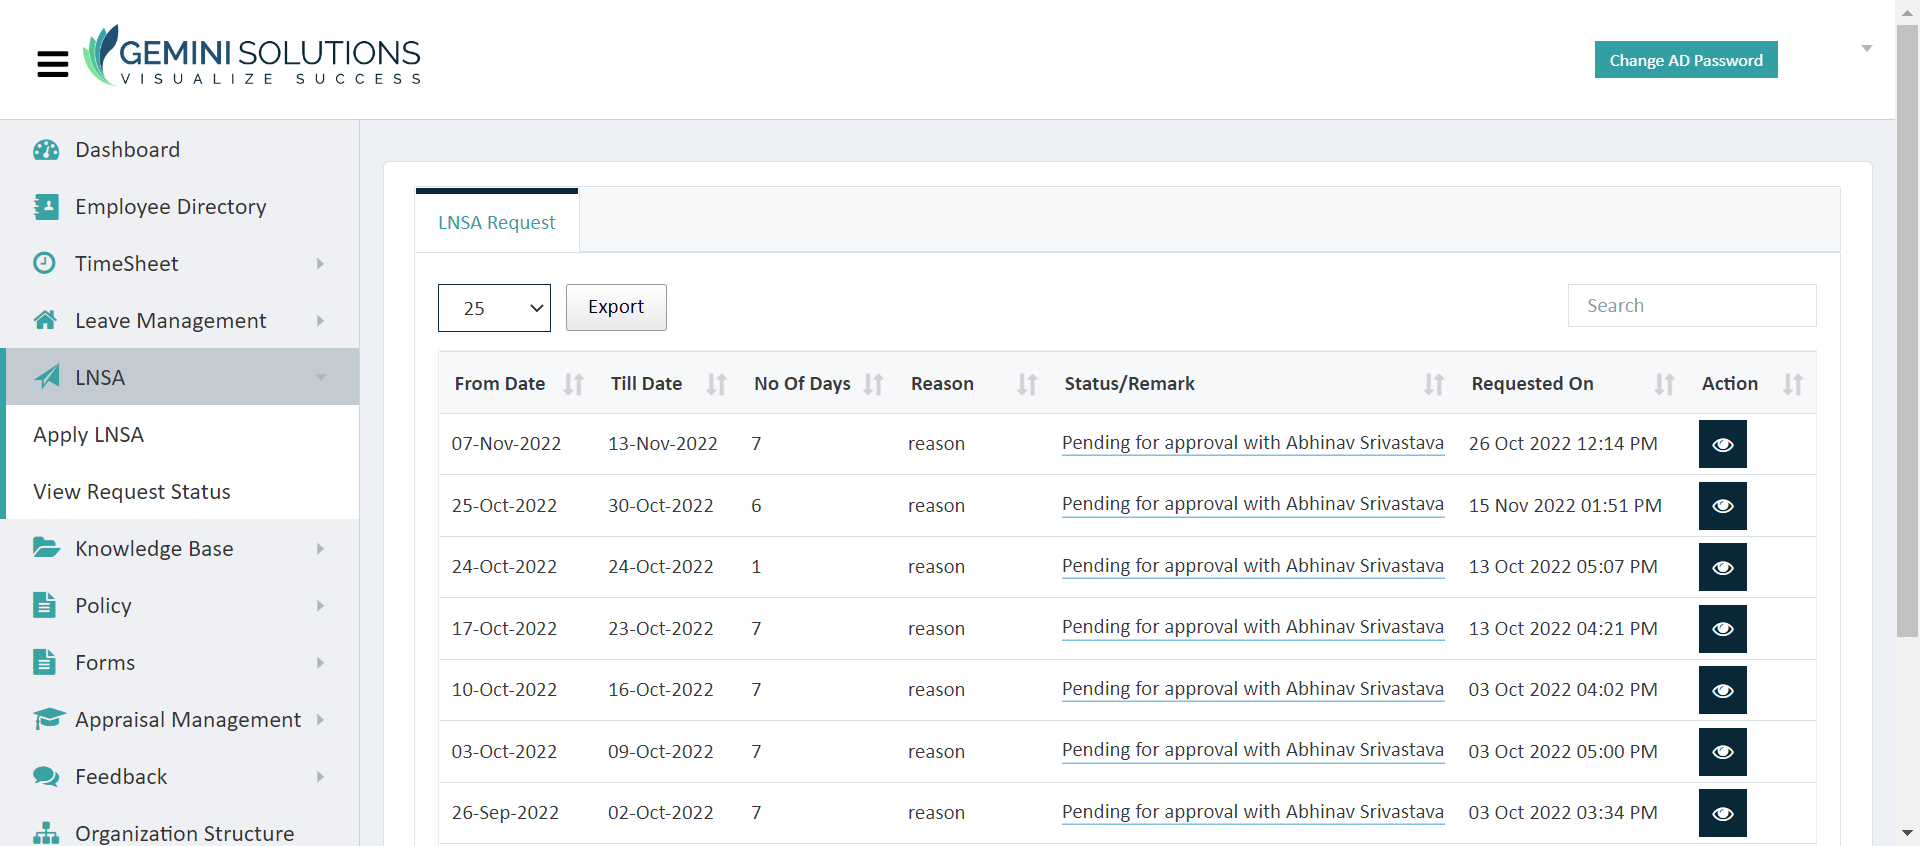 GEMINI SOLUTIONS
VISUALIZE SUCCESS
Change AD Password
Dashboard
Employee Directory
TimeSheet
Leave Management
LNSA
Apply LNSA
View Request Status
Knowledge Base
Policy
Forms
Appraisal Management
Feedback
Organization Structure
LNSA Request
25 Export Search
From Date Till Date No Of Days Reason Status/Remark Requested On Action
07-Nov-2022 13-Nov-2022 7 reason Pending for approval with Abhinav Srivastava 26 Oct 2022 12:14 PM
25-Oct-2022 30-Oct-2022 6 reason Pending for approval with Abhinav Srivastava 15 Nov 2022 01:51 PM
24-Oct-2022 24-Oct-2022 1 reason Pending for approval with Abhinav Srivastava 13 Oct 2022 05:07 PM
17-Oct-2022 23-Oct-2022 7 reason Pending for approval with Abhinav Srivastava 13 Oct 2022 04:21 PM
10-Oct-2022 16-Oct-2022 7 reason Pending for approval with Abhinav Srivastava 03 Oct 2022 04:02 PM
03-Oct-2022 09-Oct-2022 7 reason Pending for approval with Abhinav Srivastava 03 Oct 2022 05:00 PM
26-Sep-2022 02-Oct-2022 7 reason Pending for approval with Abhinav Srivastava 03 Oct 2022 03:34 PM